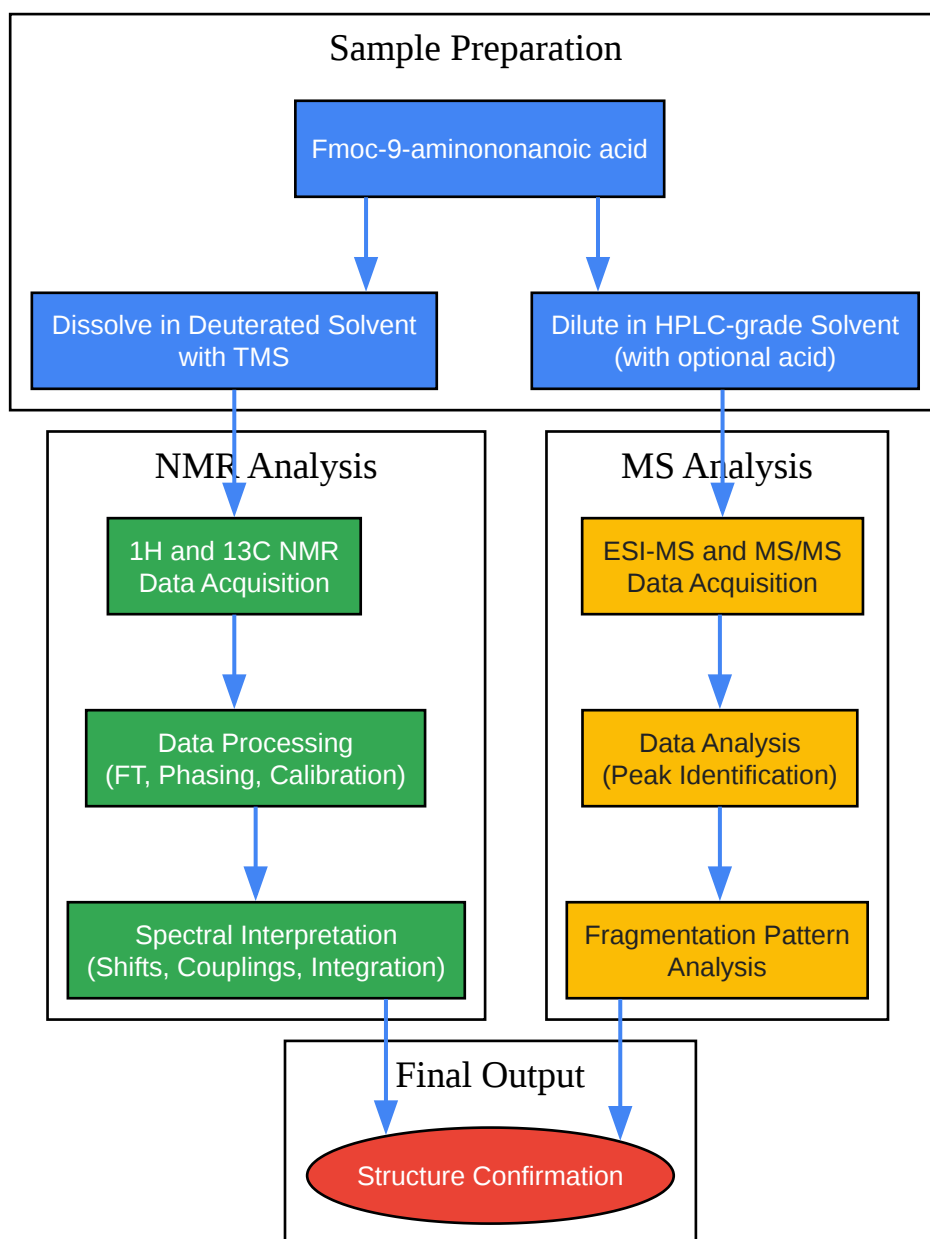 Sample Preparation
Fmoc-9-aminononanoic acid
Dissolve in Deuterated Solvent
with TMS
Dilute in HPLC-grade Solvent
(with optional acid)
NMR Analysis
1H and 13C NMR
Data Acquisition
Data Processing
(FT, Phasing, Calibration)
Spectral Interpretation
(Shifts, Couplings, Integration)
MS Analysis
ESI-MS and MS/MS
Data Acquisition
Data Analysis
(Peak Identification)
Fragmentation Pattern
Analysis
Final Output
Structure Confirmation